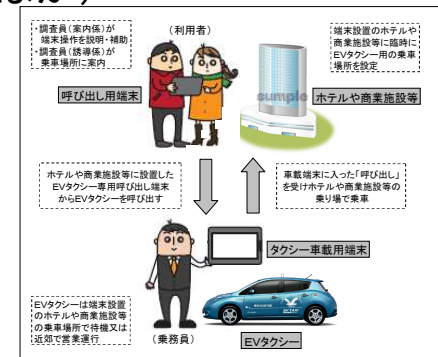 ・調査員(案内係)が
端末操作を説明・補助
・調査員(誘導係)が
乗車場所に案内
(利用者)
端末設置のホテルや
商業施設等に臨時に
EVタクシー用の乗車
場所を設定
呼び出し用端末
sample
ホテルや商業施設等
ホテルや商業施設等に設置した
EVタクシー専用呼び出し端末
からEVタクシーを呼び出す
車載端末に入った「呼び出し」
を受けホテルや商業施設等の
乗り場で乗車
タクシー車載用端末
EVタクシーは端末設置
のホテルや商業施設等
の乗車場所で待機又は
近郊で営業運行
(乗務員)
EVタクシー